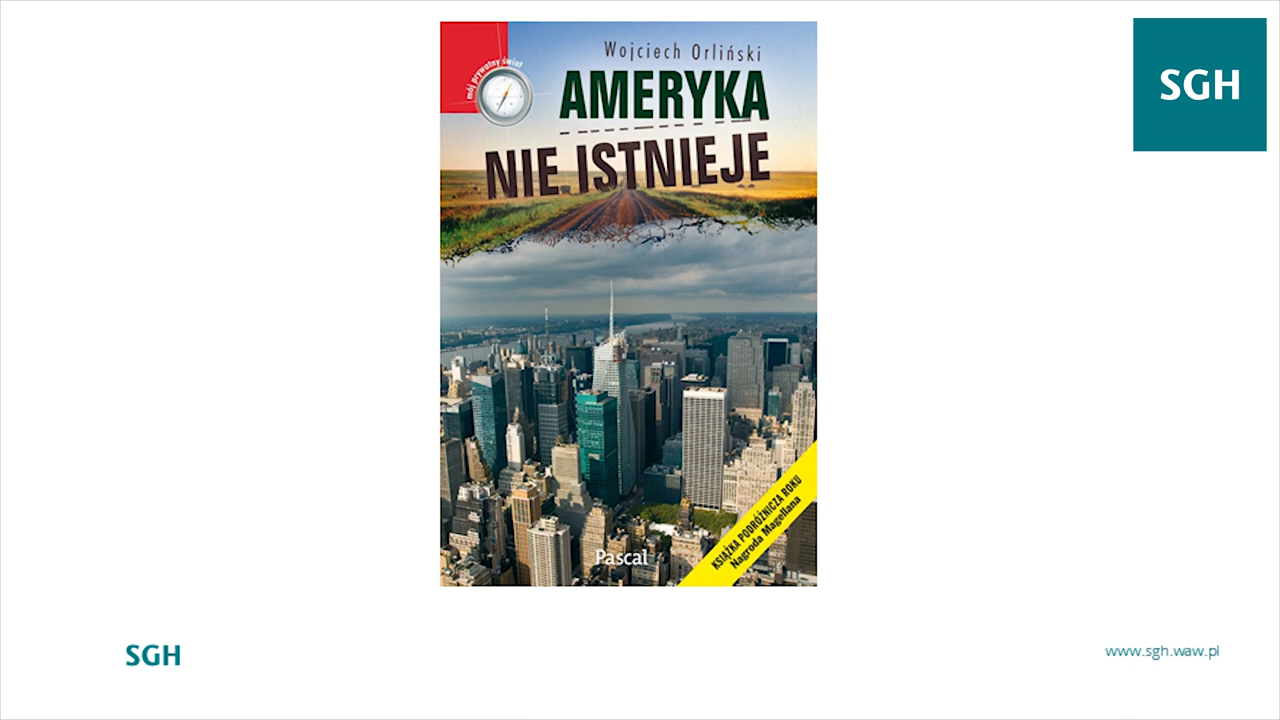 Wojciech Orliński
mój prywatny świat
AMERYKA
NIE ISTNIEJE
KSIĄŻKA PODRÓŻNICZA ROKU
Nagroda Magellana
Pascal
SGH
SGH
www.sgh.waw.pl